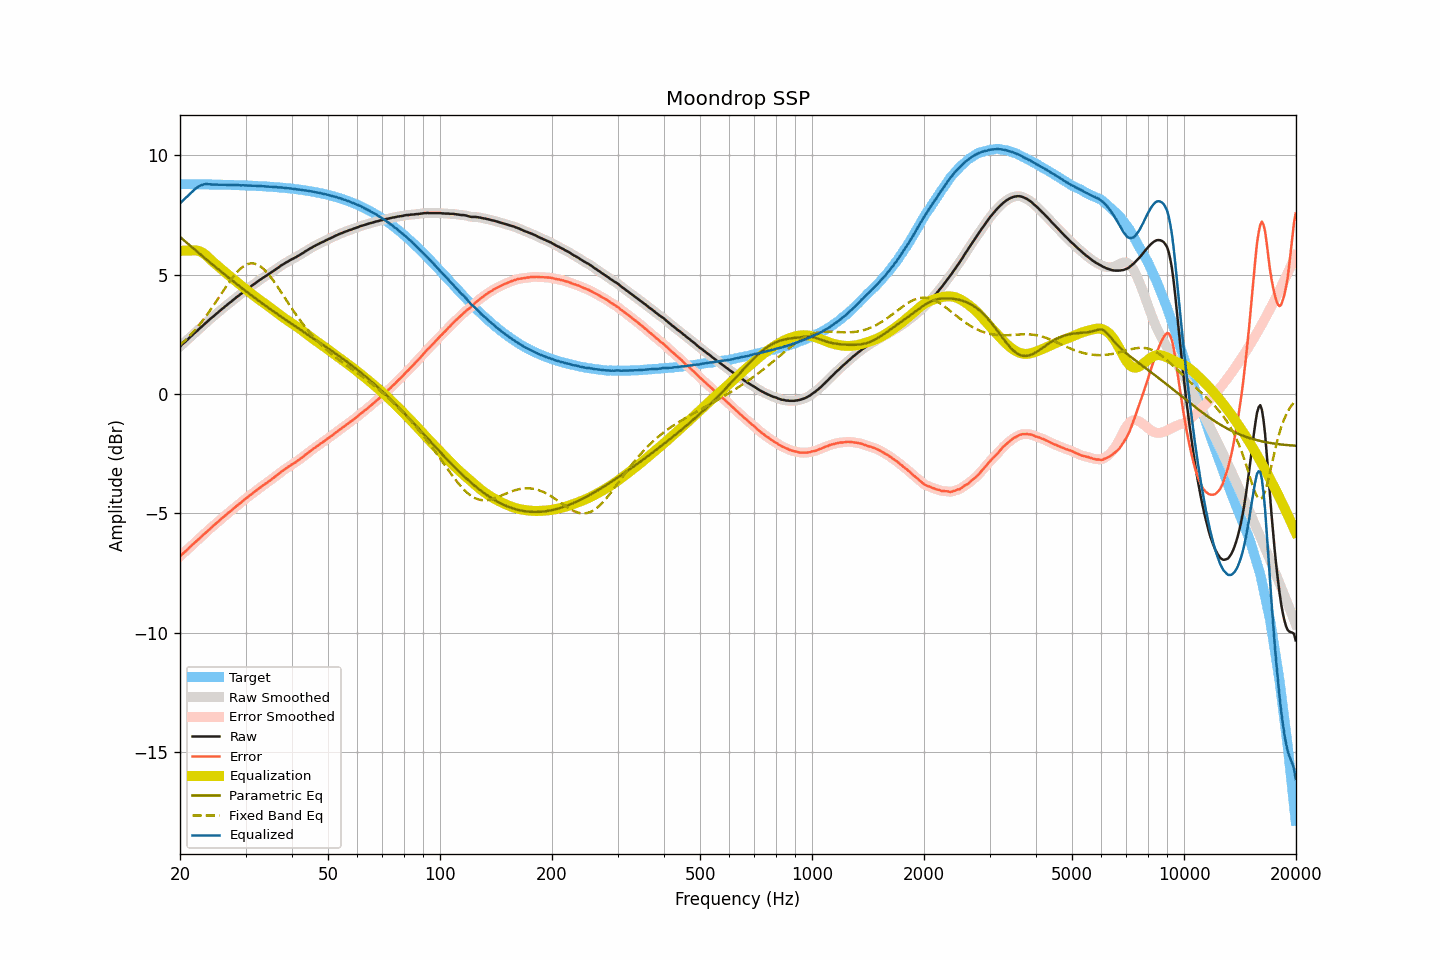 Moondrop SSP
Amplitude (dBr)
10
5
0
−5
−10
−15
Target
Raw Smoothed
Error Smoothed
Raw
Error
Equalization
Parametric Eq
Fixed Band Eq
Equalized
20 50 100 200 500 1000 2000 5000 10000 20000
Frequency (Hz)